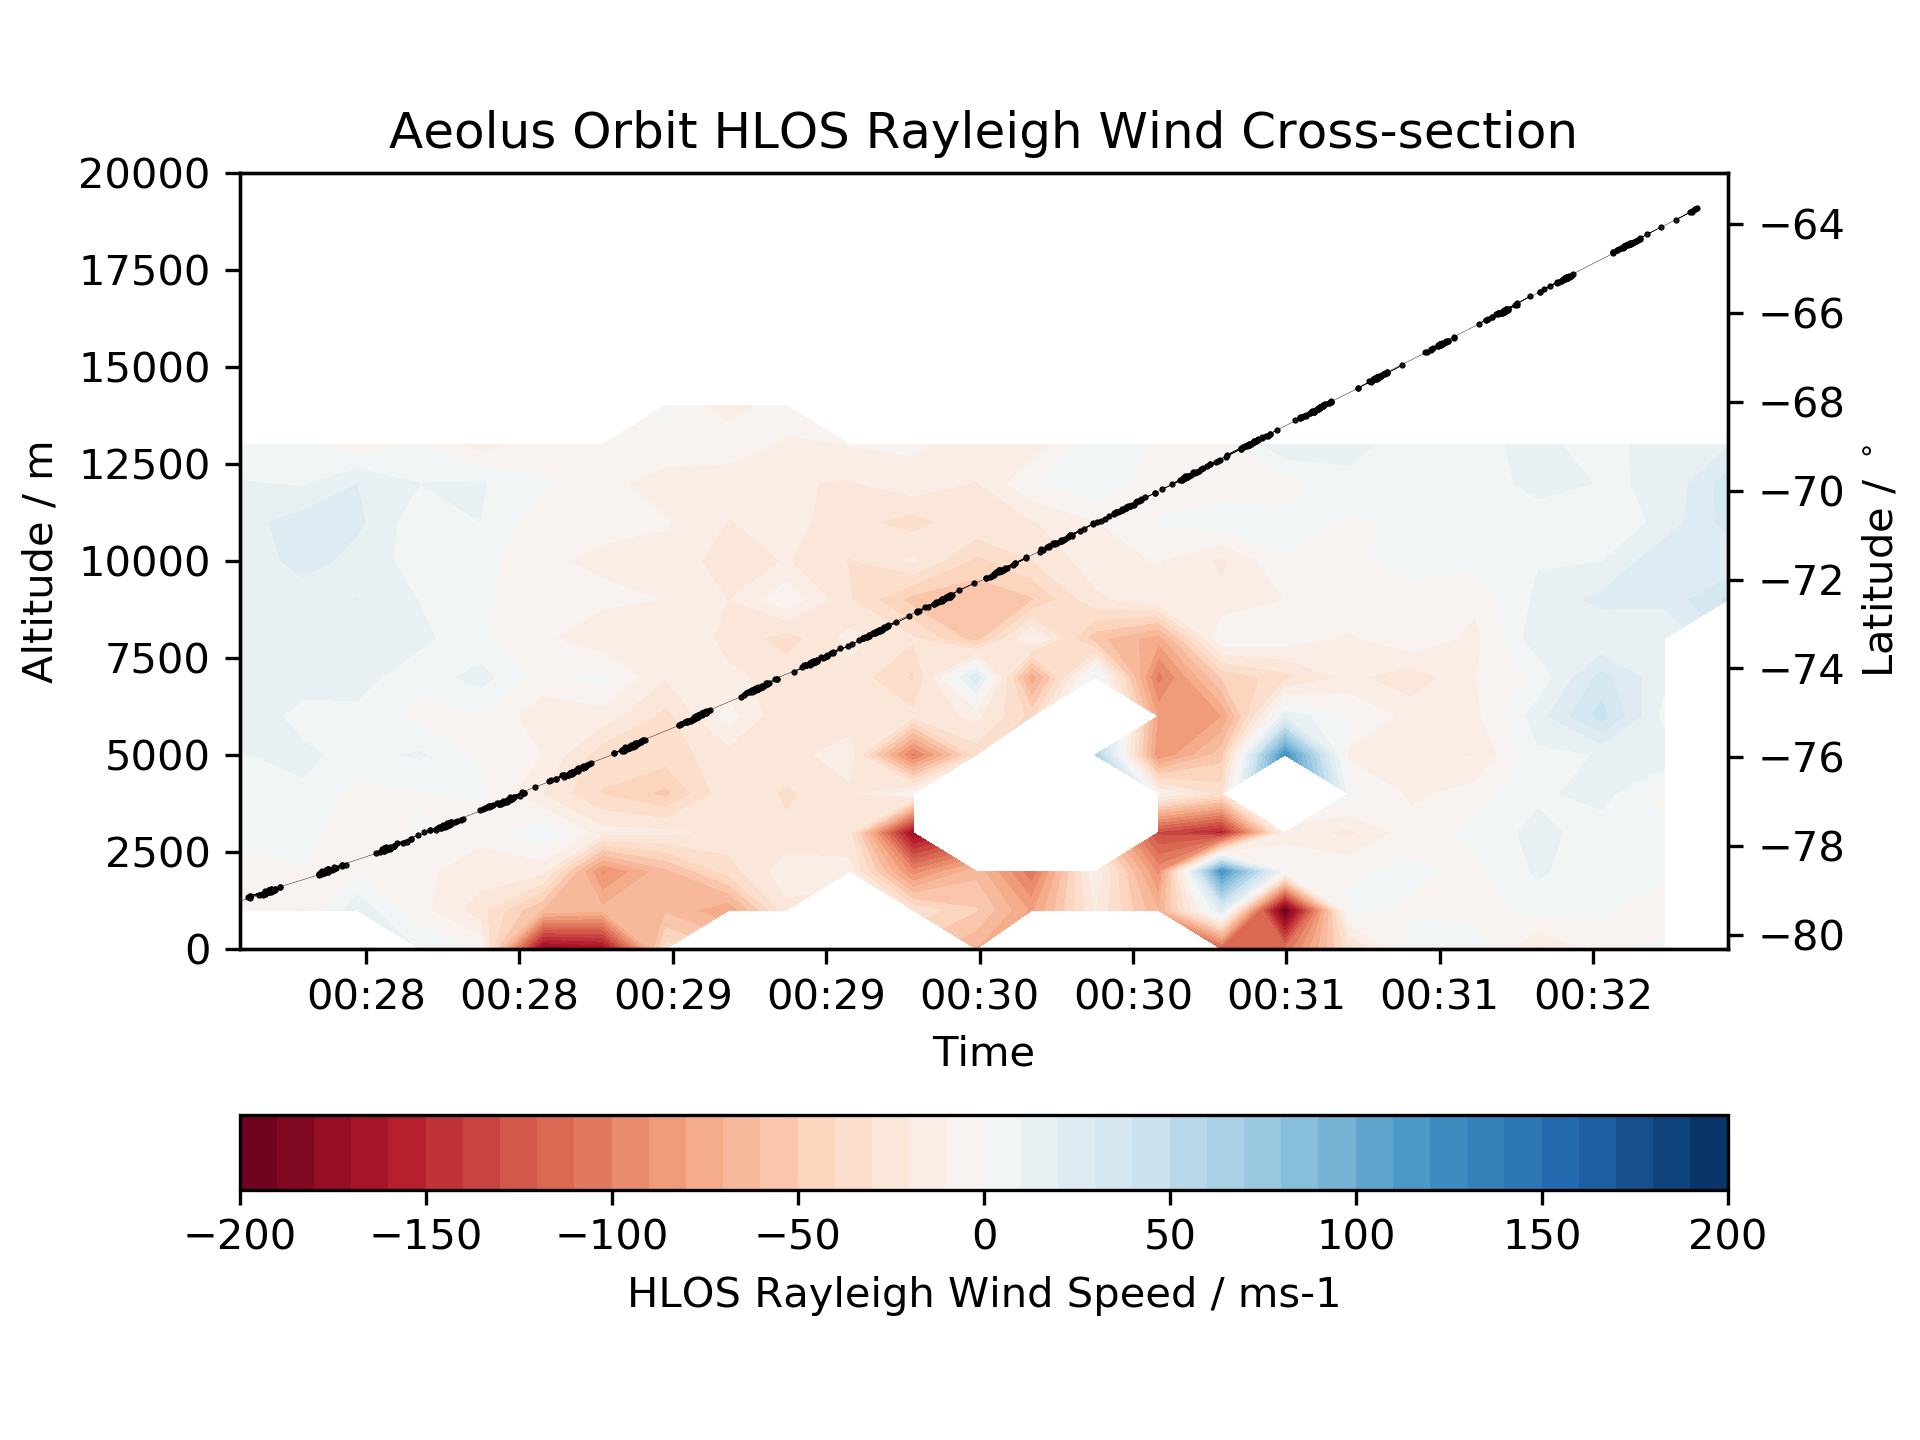 Aeolus Orbit HLOS Rayleigh Wind Cross-section
20000
17500
15000
12500
10000
7500
5000
2500
0
Altitude / m
−64
−66
−68
−70
−72
−74
−76
−78
−80
Latitude / °
00:28 00:28 00:29 00:29 00:30 00:30 00:31 00:31 00:32
Time
−200 −150 −100 −50 0 50 100 150 200
HLOS Rayleigh Wind Speed / ms-1